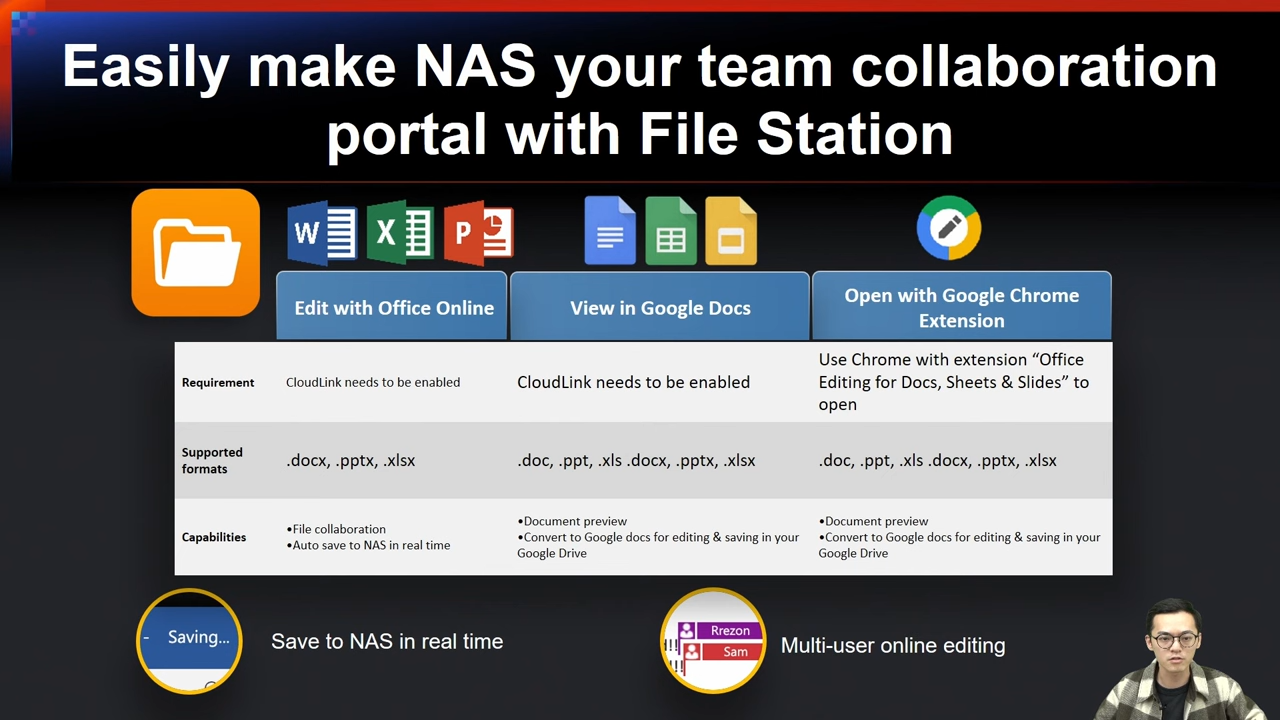 Easily make NAS your team collaboration
portal with File Station
W
X
P
Edit with Office Online
View in Google Docs
Open with Google Chrome
Extension
Requirement
CloudLink needs to be enabled
CloudLink needs to be enabled
Use Chrome with extension “Office
Editing for Docs, Sheets & Slides” to
open
Supported
formats
.docx, .pptx, .xlsx
.doc, .ppt, .xls .docx, .pptx, .xlsx
.doc, .ppt, .xls .docx, .pptx, .xlsx
Capabilities
•File collaboration
•Auto save to NAS in real time
•Document preview
•Convert to Google docs for editing & saving in your
Google Drive
•Document preview
•Convert to Google docs for editing & saving in your
Google Drive
- Saving...
Save to NAS in real time
Rrezon
!!!
Sam
!!!
Multi-user online editing